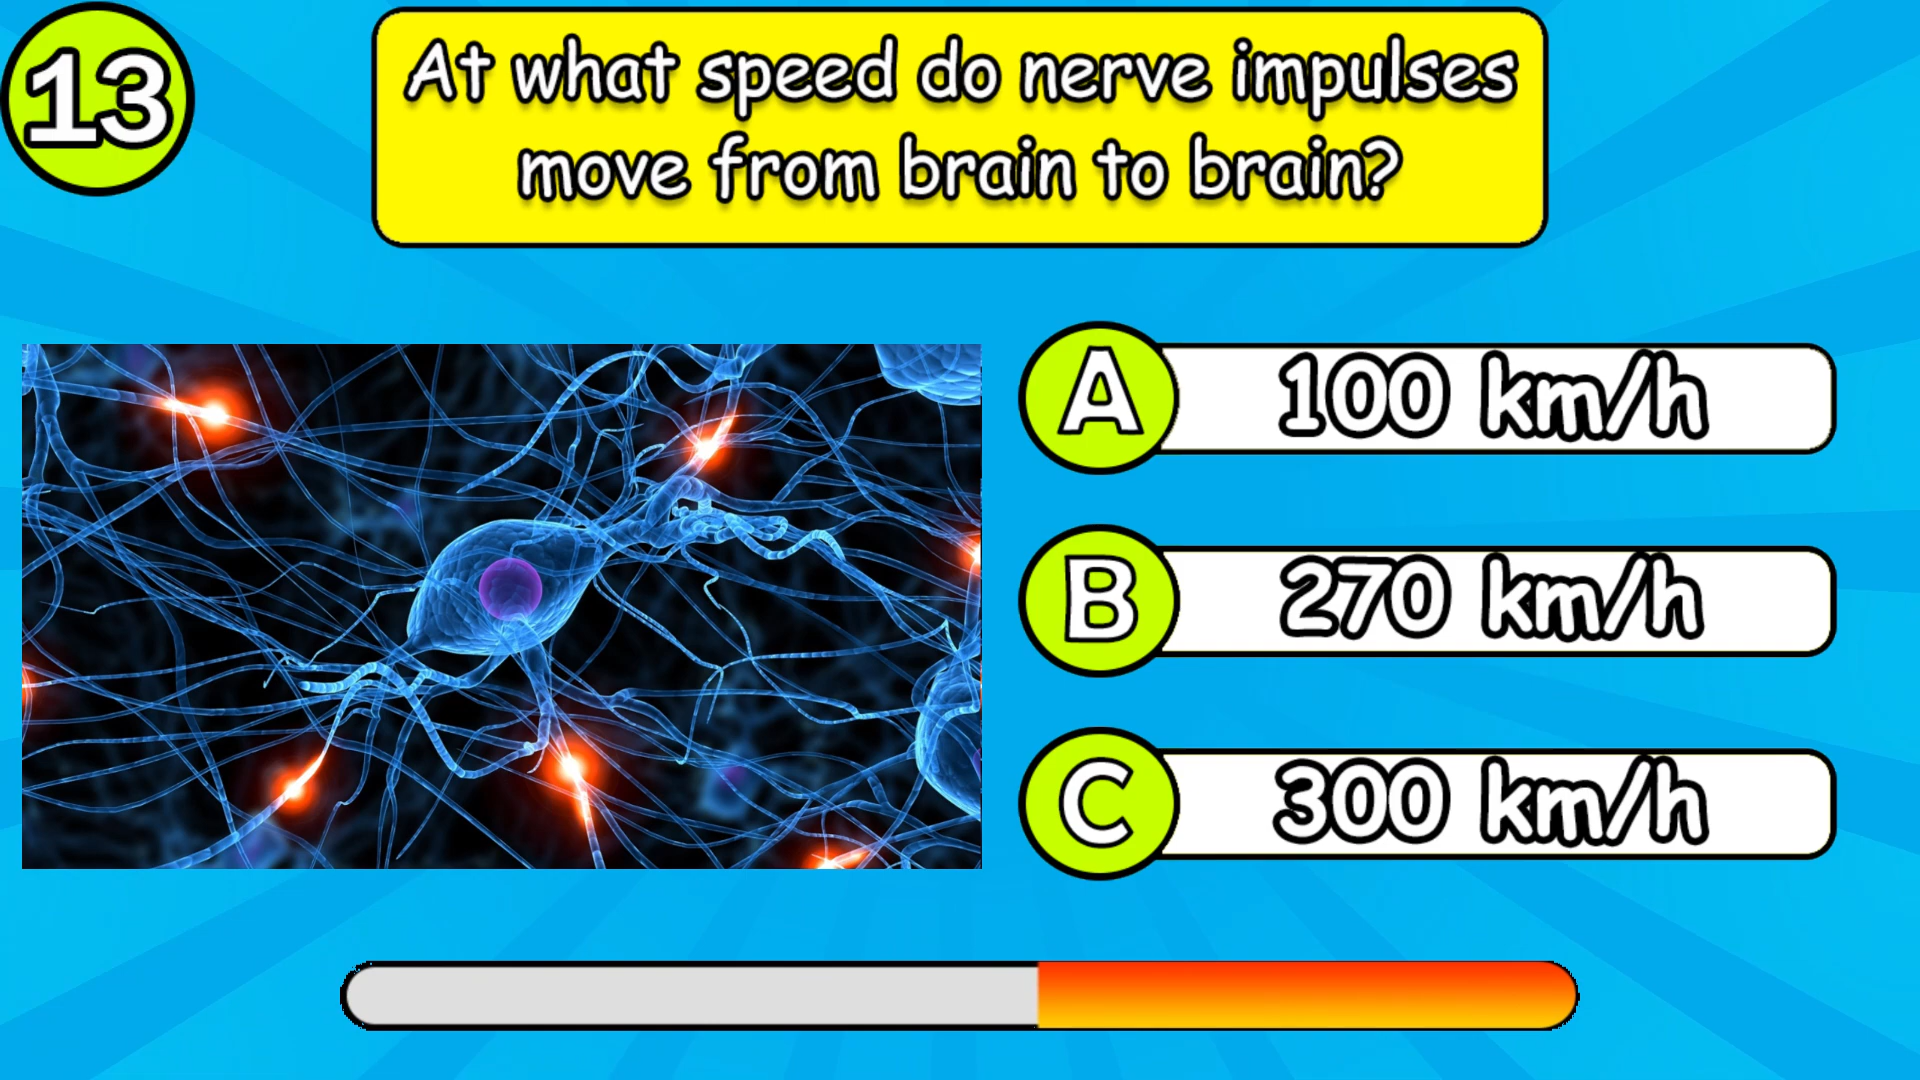 13
At what speed do nerve impulses
move from brain to brain?
A 100 km/h
B 270 km/h
C 300 km/h